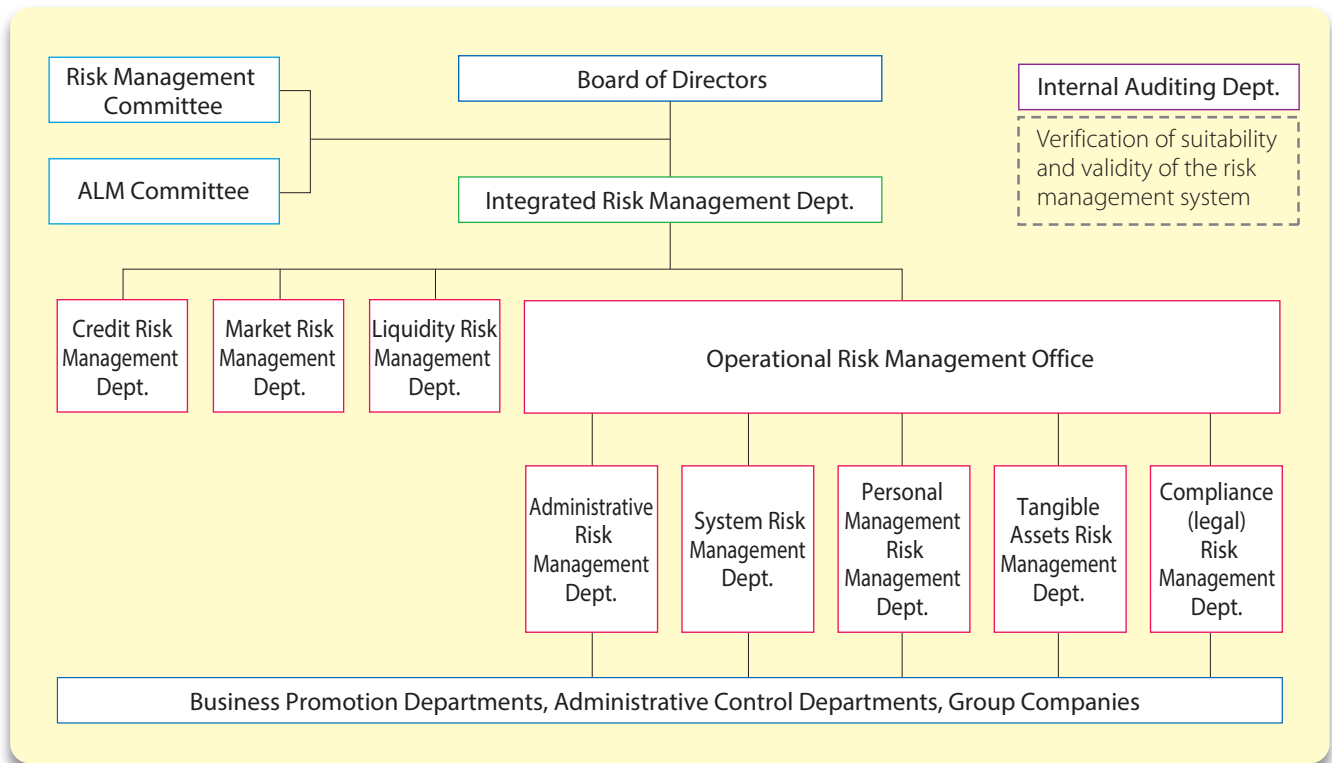 Risk Management
Committee
Board of Directors
Internal Auditing Dept.
Verification of suitability
and validity of the risk
management system
ALM Committee
Integrated Risk Management Dept.
Credit Risk
Management
Dept.
Market Risk
Management
Dept.
Liquidity Risk
Management
Dept.
Operational Risk Management Office
Administrative
Risk
Management
Dept.
System Risk
Management
Dept.
Personal
Management
Risk
Management
Dept.
Tangible
Assets Risk
Management
Dept.
Compliance
(legal)
Risk
Management
Dept.
Business Promotion Departments, Administrative Control Departments, Group Companies